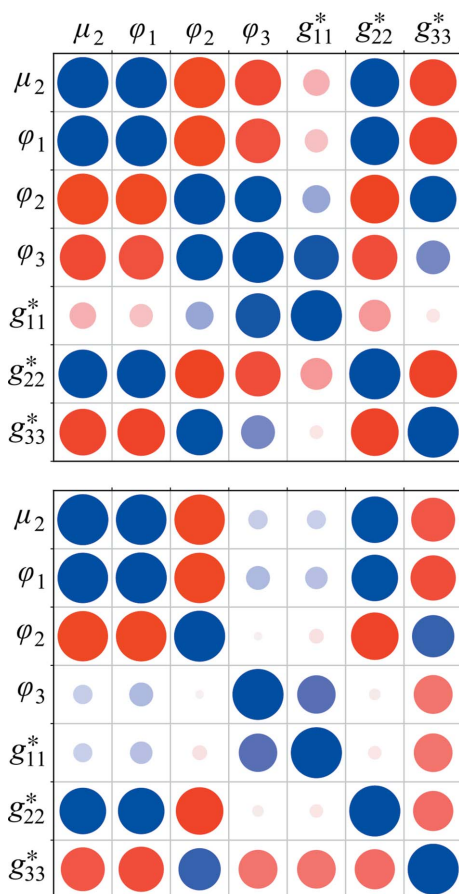 μ₂ φ₁ φ₂ φ₃ g*₁₁ g*₂₂ g*₃₃
μ₂
φ₁
φ₂
φ₃
g*₁₁
g*₂₂
g*₃₃
μ₂
φ₁
φ₂
φ₃
g*₁₁
g*₂₂
g*₃₃